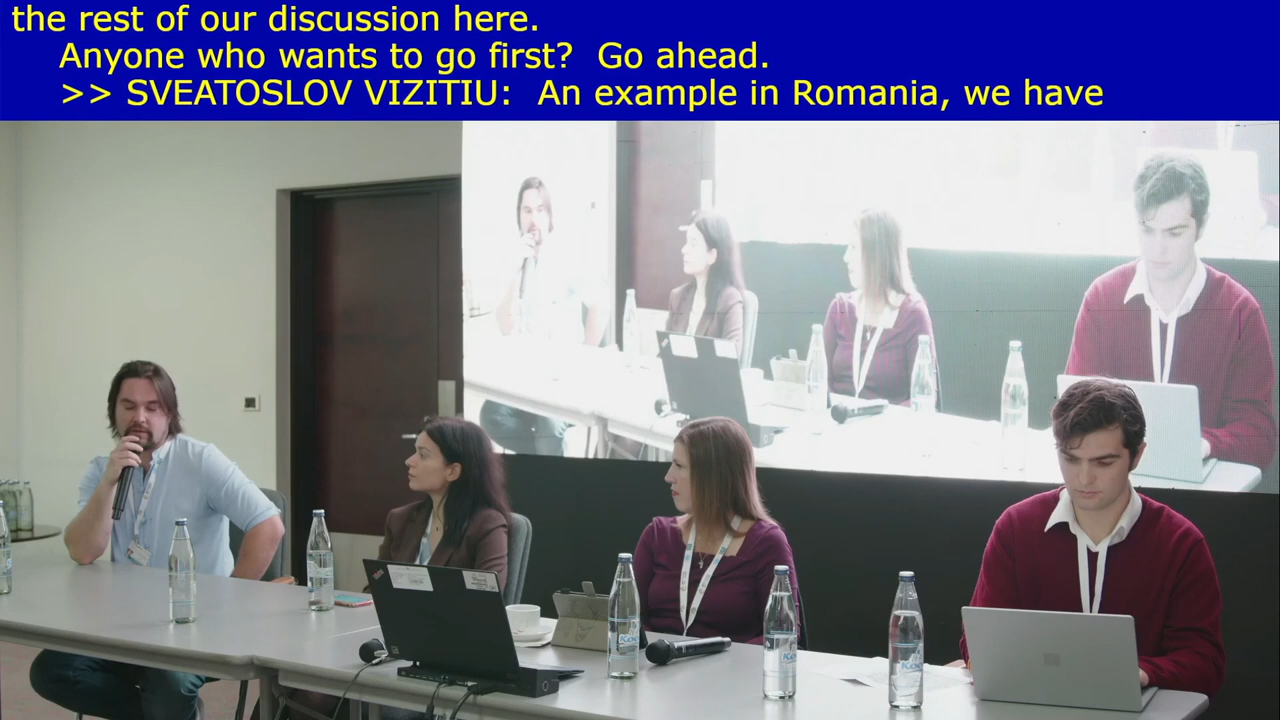 the rest of our discussion here.
Anyone who wants to go first?  Go ahead.
>> SVEATOSLOV VIZITIU:  An example in Romania, we have